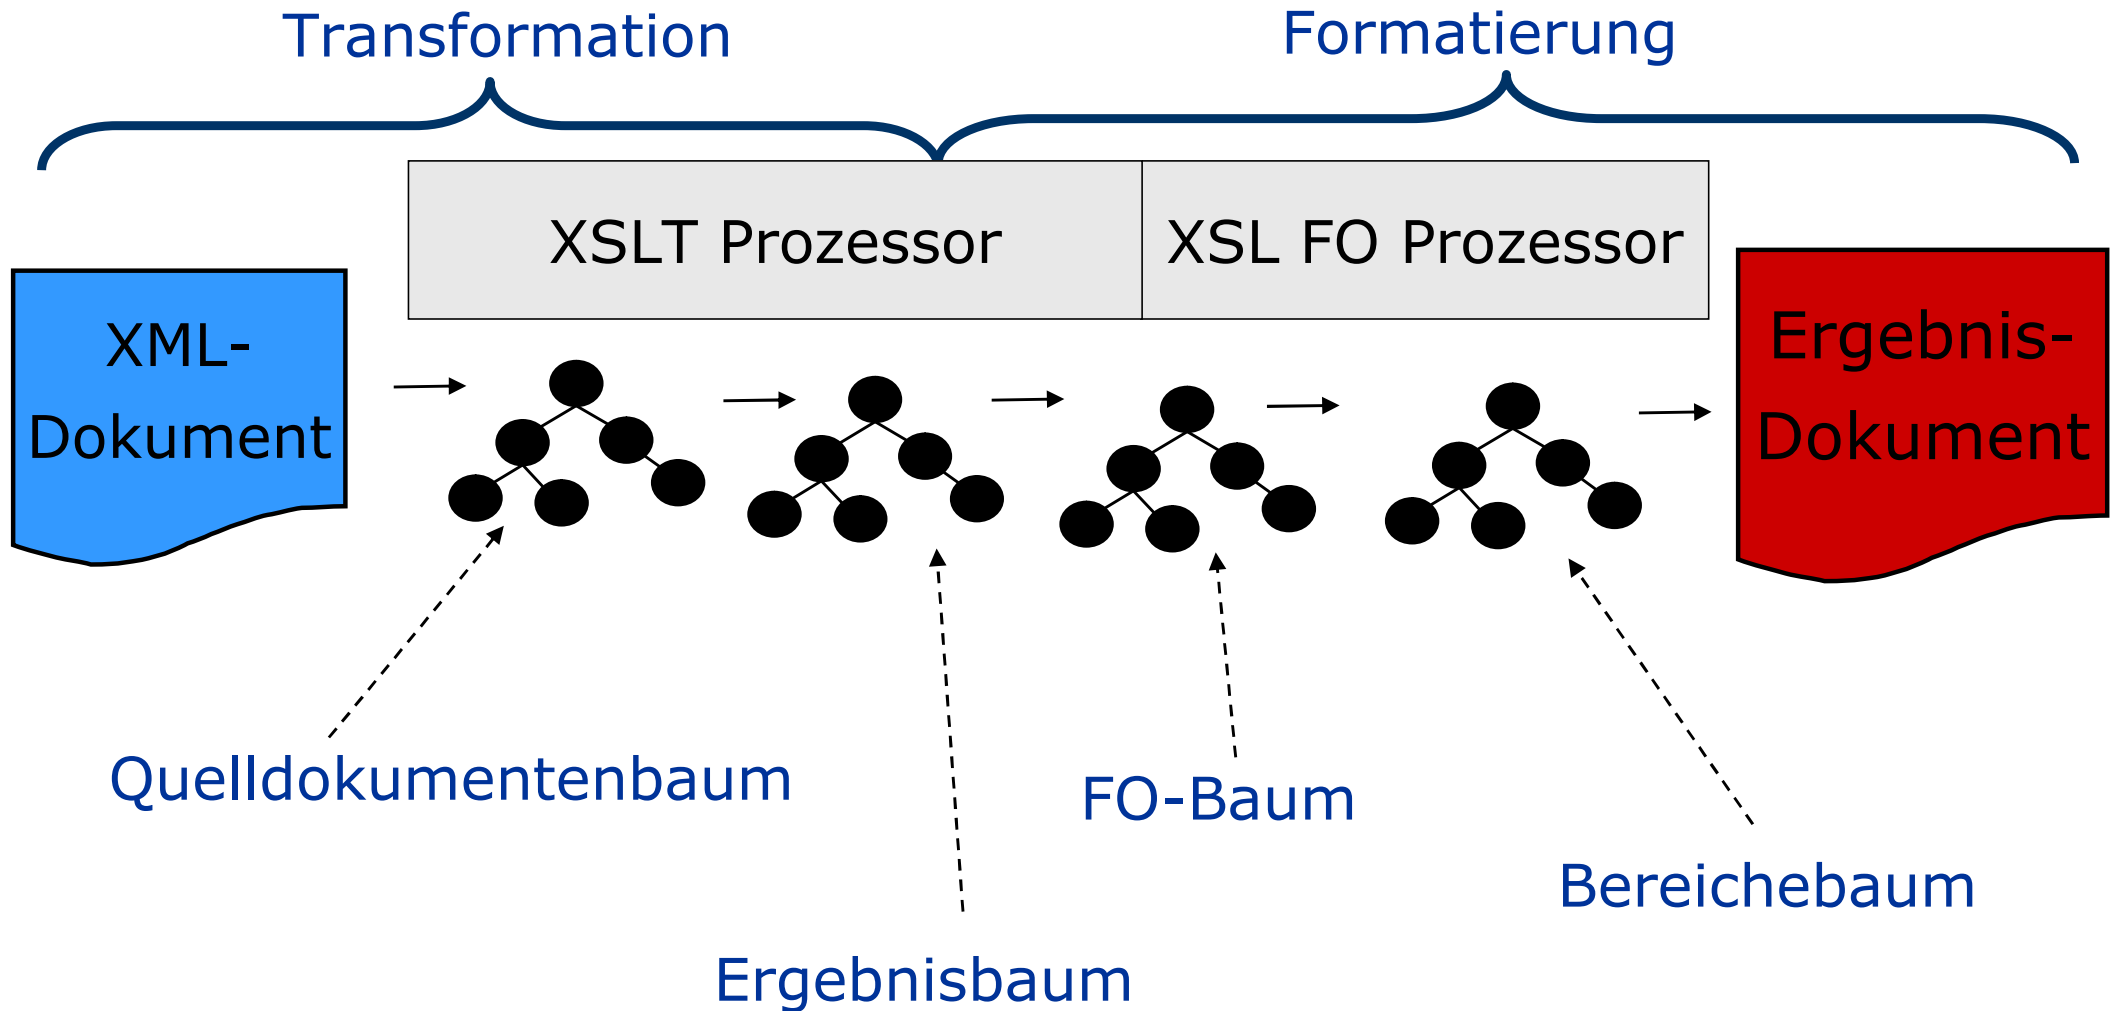 Transformation
Formatierung
XSLT Prozessor
XSL FO Prozessor
XML-
Dokument
Ergebnis-
Dokument
Quelldokumentenbaum
FO-Baum
Bereichebaum
Ergebnisbaum